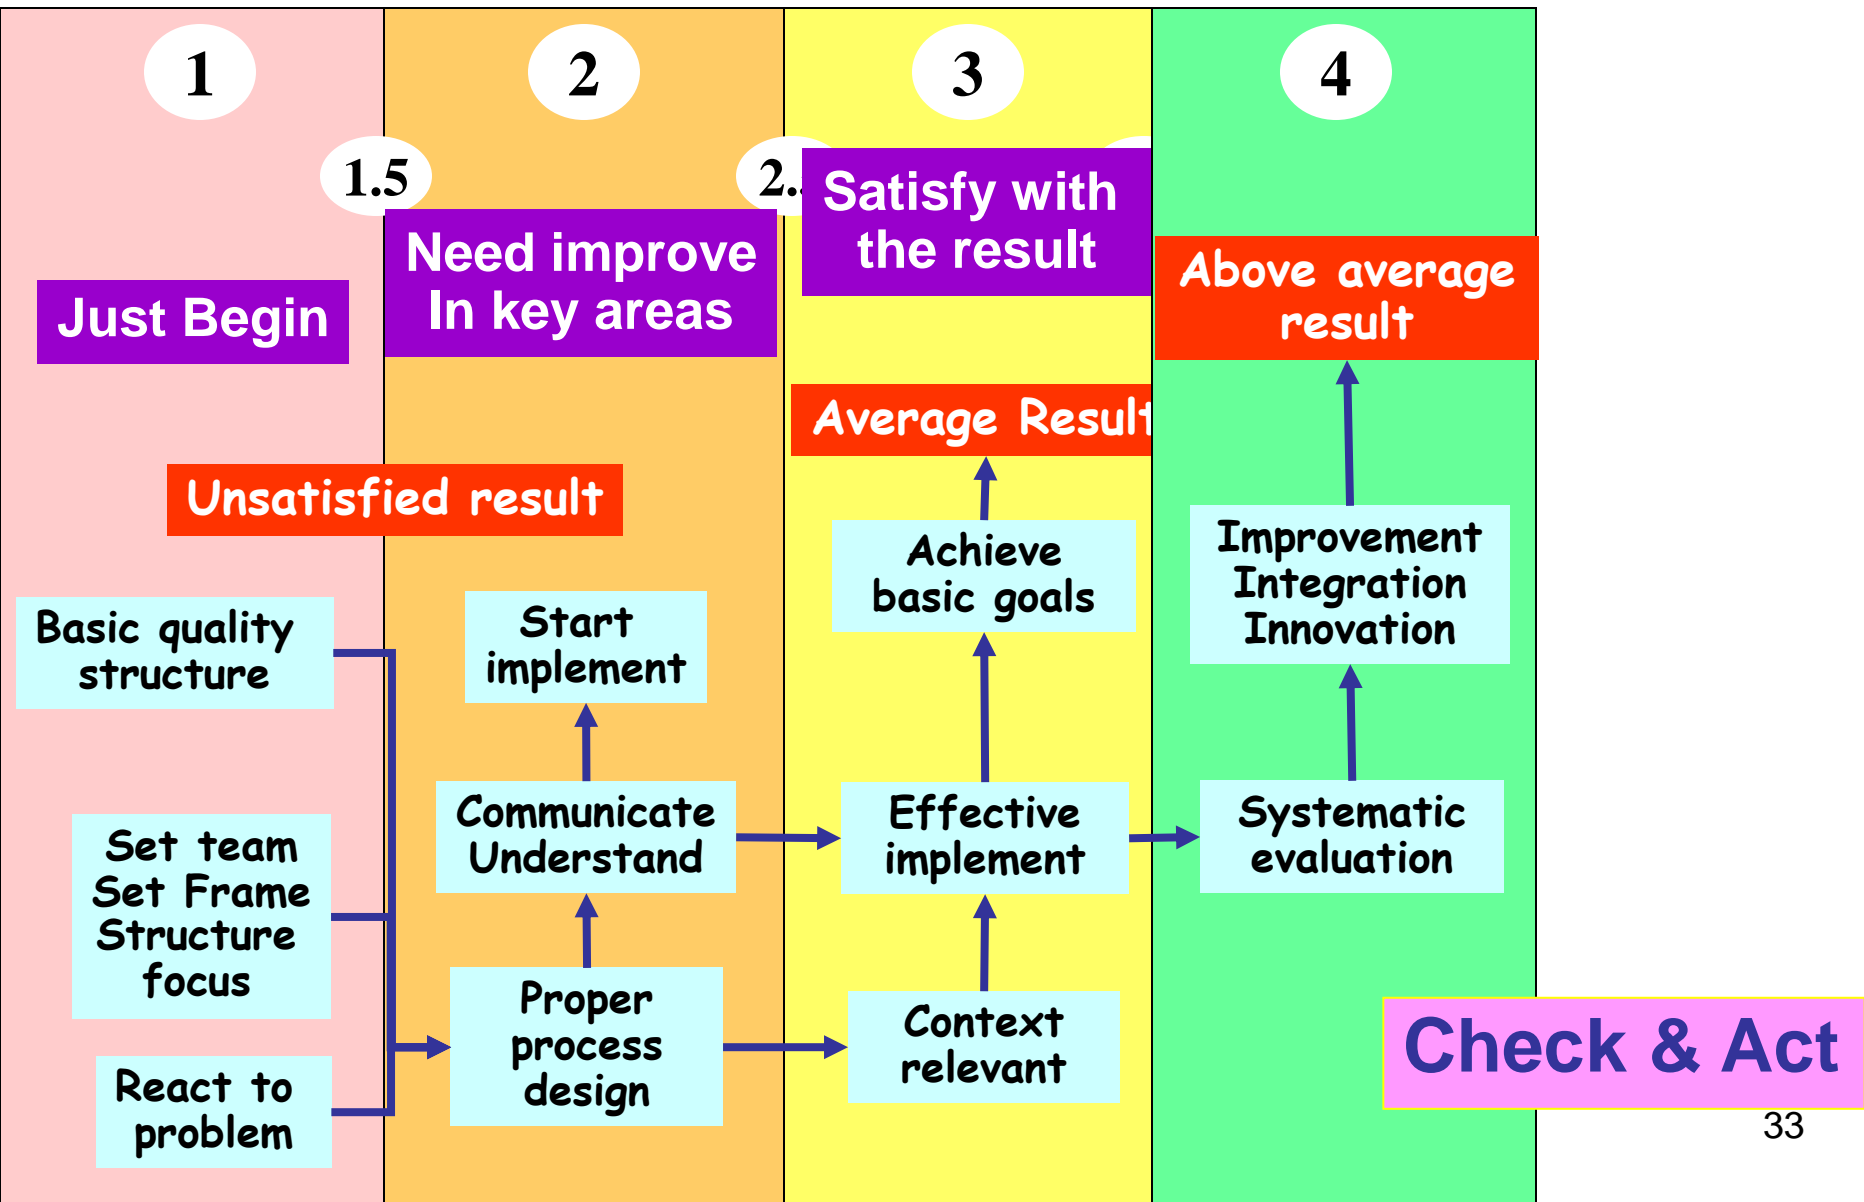 1
2
3
4
1.5
Just Begin
Need improve
In key areas
Satisfy with
the result
Above average
result
Average Result
Unsatisfied result
Basic quality
structure
Set team
Set Frame
Structure
focus
React to
problem
Start
implement
Communicate
Understand
Proper
process
design
Achieve
basic goals
Effective
implement
Context
relevant
Improvement
Integration
Innovation
Systematic
evaluation
Check & Act
33